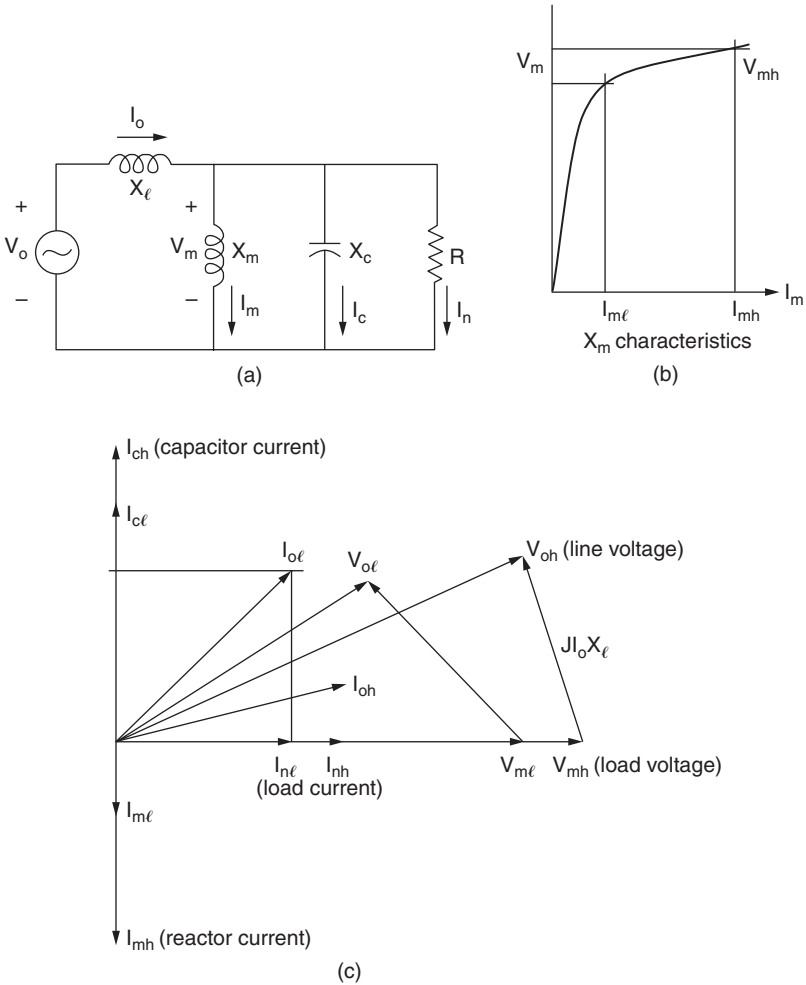 I_o
X_ℓ
+
V_o
–
+
V_m
–
X_m
I_m
X_c
I_c
R
I_n
(a)
V_m
V_mh
I_mℓ
I_mh
I_m
X_m characteristics
(b)
I_ch (capacitor current)
I_cℓ
I_oℓ
V_oℓ
V_oh (line voltage)
JI_oX_ℓ
I_oh
I_nℓ
I_nh
V_mℓ
V_mh (load voltage)
(load current)
I_mℓ
I_mh (reactor current)
(c)